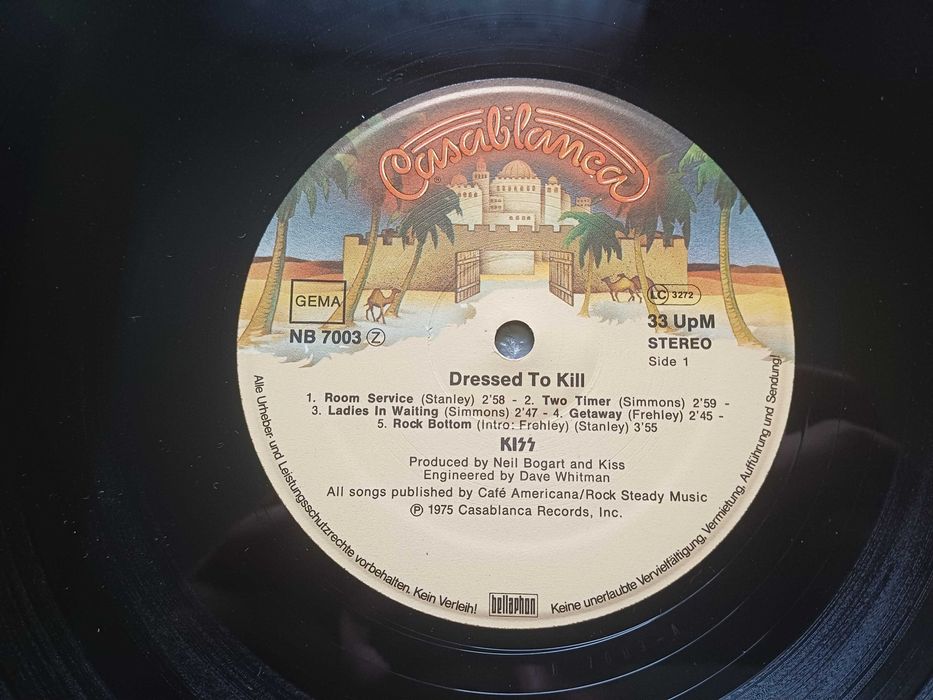 Casablanca
®
GEMA
NB 7003 Z
LC 3272
33 UpM
STEREO
Side 1
Dressed To Kill
1. Room Service (Stanley) 2'58 - 2. Two Timer (Simmons) 2'59 -
3. Ladies In Waiting (Simmons) 2'47 - 4. Getaway (Frehley) 2'45 -
5. Rock Bottom (Intro: Frehley) (Stanley) 3'55
KISS
Produced by Neil Bogart and Kiss
Engineered by Dave Whitman
All songs published by Café Americana/Rock Steady Music
℗ 1975 Casablanca Records, Inc.
Alle Urheber- und Leistungsschutzrechte vorbehalten. Kein Verleih!
bellaphon
Keine unerlaubte Vervielfältigung, Vermietung, Aufführung und Sendung!